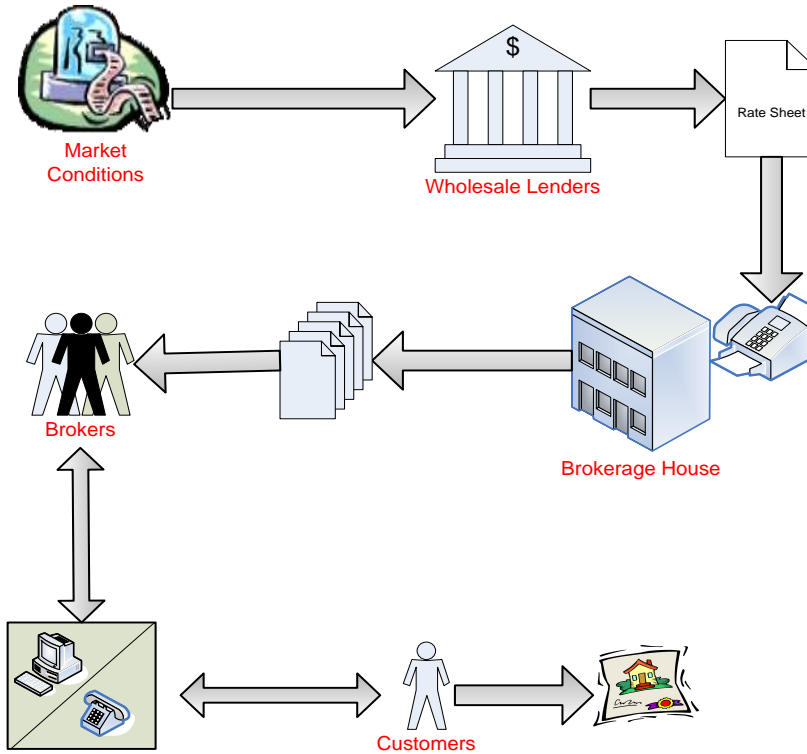 $
Rate Sheet
Market
Conditions
Wholesale Lenders
Brokers
Brokerage House
Customers